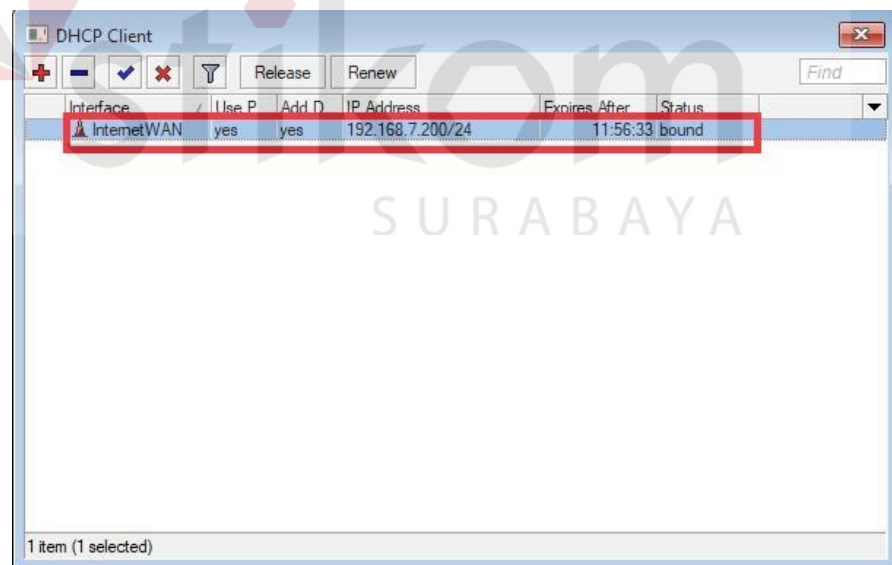 DHCP Client
Release Renew Find
Interface Use P... Add D... IP Address Expires After Status
InternetWAN yes yes 192.168.7.200/24 11:56:33 bound
stikom
SURABAYA
1 item (1 selected)